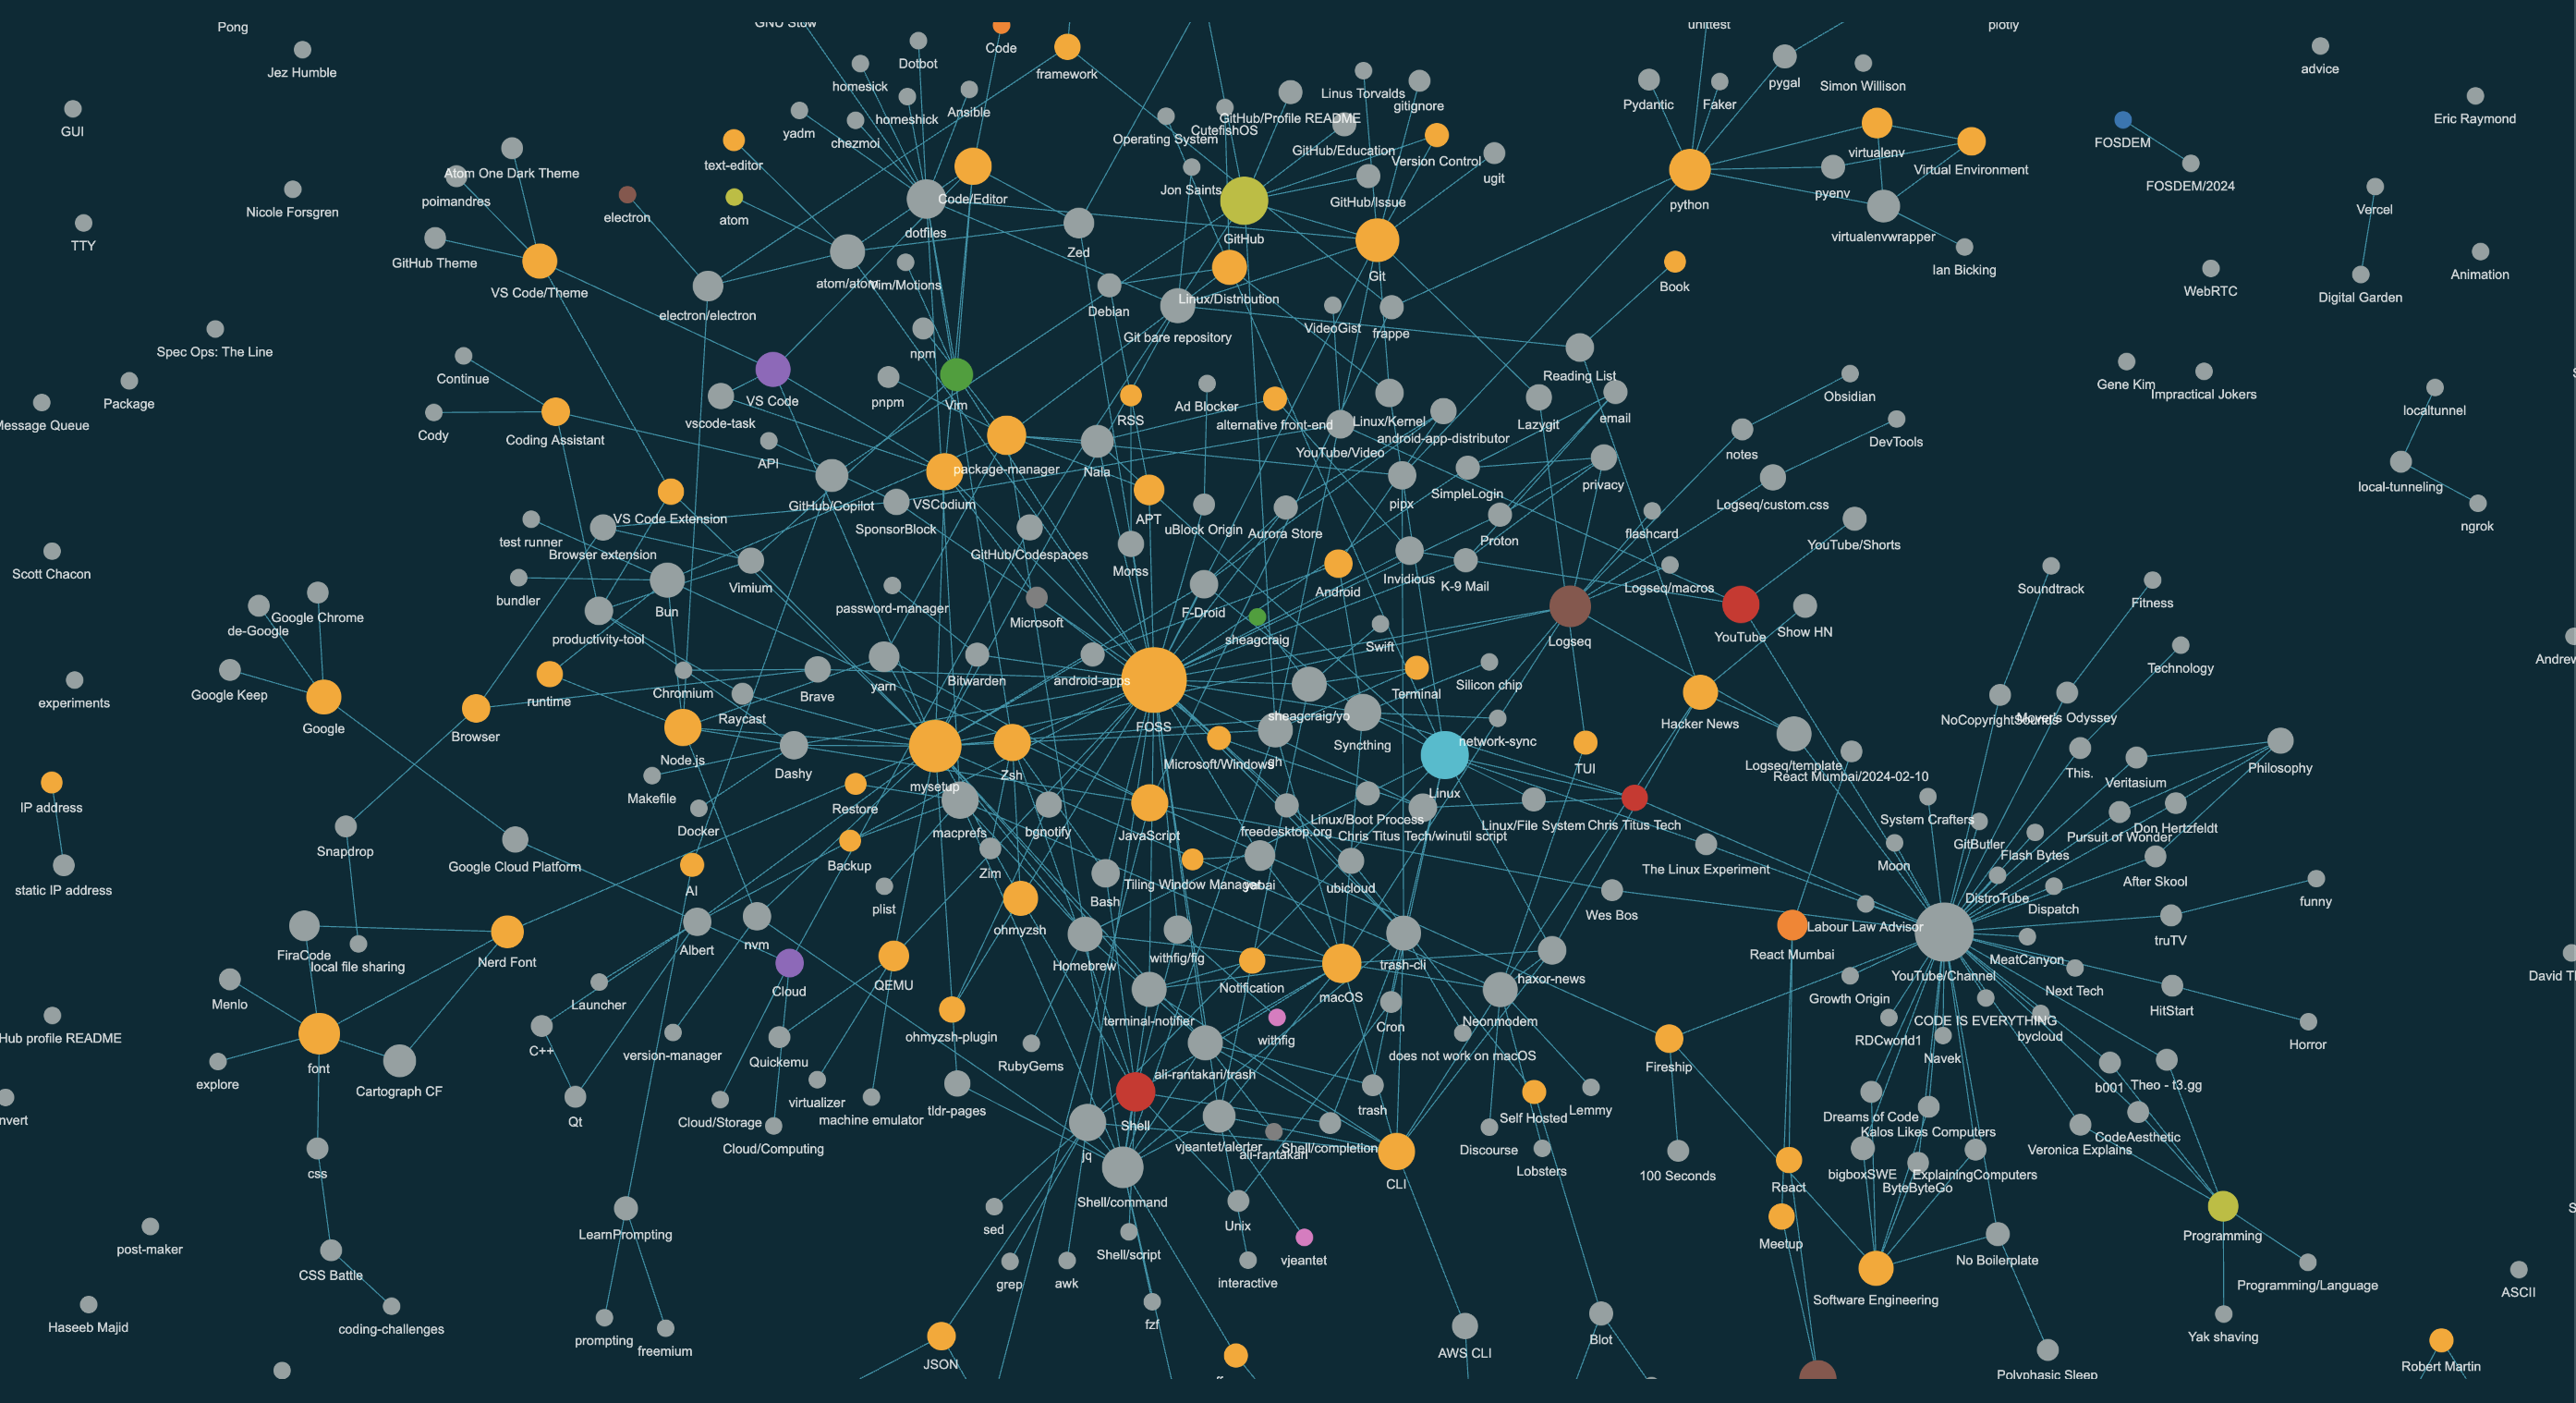 Pong
GNU Stow
unittest
plotly
Jez Humble
Code
framework
Dotbot
homesick
Linus Torvalds
gitignore
Pydantic
Faker
pygal
Simon Willison
advice
GUI
homeshick
Ansible
yadm
chezmoi
Operating System
CutefishOS
GitHub/Profile README
Eric Raymond
text-editor
GitHub/Education
Version Control
virtualenv
FOSDEM
Atom One Dark Theme
poimandres
Jon Saints
ugit
Virtual Environment
FOSDEM/2024
Nicole Forsgren
electron
atom
Code/Editor
dotfiles
GitHub/Issue
python
pyenv
Vercel
TTY
GitHub
virtualenvwrapper
GitHub Theme
Zed
Git
Ian Bicking
Animation
VS Code/Theme
atom/atom
Vim/Motions
Linux/Distribution
Book
WebRTC
Digital Garden
electron/electron
Debian
Git bare repository
VideoGist
frappe
Spec Ops: The Line
npm
Continue
Reading List
Package
VS Code
pnpm
Vim
Obsidian
Gene Kim
Impractical Jokers
Message Queue
Cody
Coding Assistant
vscode-task
RSS
Ad Blocker
alternative front-end
Linux/Kernel
android-app-distributor
Lazygit
email
localtunnel
API
package-manager
Nala
YouTube/Video
notes
DevTools
VS Code Extension
GitHub/Copilot
VSCodium
SponsorBlock
APT
uBlock Origin
Aurora Store
pipx
SimpleLogin
privacy
Logseq/custom.css
local-tunneling
test runner
Browser extension
GitHub/Codespaces
Proton
flashcard
YouTube/Shorts
ngrok
Scott Chacon
bundler
Bun
Vimium
Morss
Android
Invidious
K-9 Mail
Logseq/macros
Soundtrack
Fitness
Google Chrome
de-Google
productivity-tool
password-manager
Microsoft
F-Droid
sheagcraig
Swift
Logseq
YouTube
Show HN
Technology
experiments
Google Keep
Google
runtime
Browser
Chromium
Raycast
Brave
yarn
Bitwarden
android-apps
FOSS
sheagcraig/yo
Terminal
Silicon chip
Hacker News
NoCopyrightSounds
Mover's Odyssey
Andrew
Node.js
Dashy
mysetup
Zsh
Microsoft/Windows
gh
Syncthing
network-sync
Linux
TUI
Logseq/template
React Mumbai/2024-02-10
This.
Veritasium
Philosophy
IP address
Makefile
Docker
Restore
macprefs
bgnotify
JavaScript
freedesktop.org
Linux/Boot Process
Chris Titus Tech/winutil script
Linux/File System
Chris Titus Tech
System Crafters
GitButler
Flash Bytes
Pursuit of Wonder
Don Hertzfeldt
static IP address
Snapdrop
Google Cloud Platform
AI
Backup
Zim
Tiling Window Manager
yabai
ubicloud
The Linux Experiment
Moon
After Skool
plist
Bash
Wes Bos
DistroTube
Dispatch
funny
FiraCode
local file sharing
Nerd Font
Albert
nvm
ohmyzsh
Labour Law Advisor
React Mumbai
YouTube/Channel
MeatCanyon
truTV
Menlo
Launcher
Cloud
QEMU
Homebrew
withfig/fig
Notification
macOS
trash-cli
haxor-news
Growth Origin
Next Tech
HitStart
David T
Hub profile README
explore
font
Cartograph CF
C++
version-manager
Quickemu
ohmyzsh-plugin
terminal-notifier
withfig
Cron
Neonmodem
does not work on macOS
RDCworld1
CODE IS EVERYTHING
Navek
bycloud
Horror
RubyGems
ali-rantakari/trash
Fireship
b001
Theo - t3.gg
nvert
Qt
Cloud/Storage
Cloud/Computing
virtualizer
machine emulator
tldr-pages
Shell
trash
Self Hosted
Lemmy
Dreams of Code
Kalos Likes Computers
CodeAesthetic
Veronica Explains
css
jq
vjeantet/alerter
ali-rantakari
Shell/completion
CLI
Discourse
Lobsters
100 Seconds
React
bigboxSWE
ByteByteGo
ExplainingComputers
post-maker
LearnPrompting
sed
Shell/command
Unix
Meetup
Programming
CSS Battle
grep
awk
Shell/script
interactive
vjeantet
No Boilerplate
Programming/Language
Software Engineering
ASCII
Haseeb Majid
coding-challenges
prompting
freemium
JSON
fzf
AWS CLI
Blot
Yak shaving
Polyphasic Sleep
Robert Martin